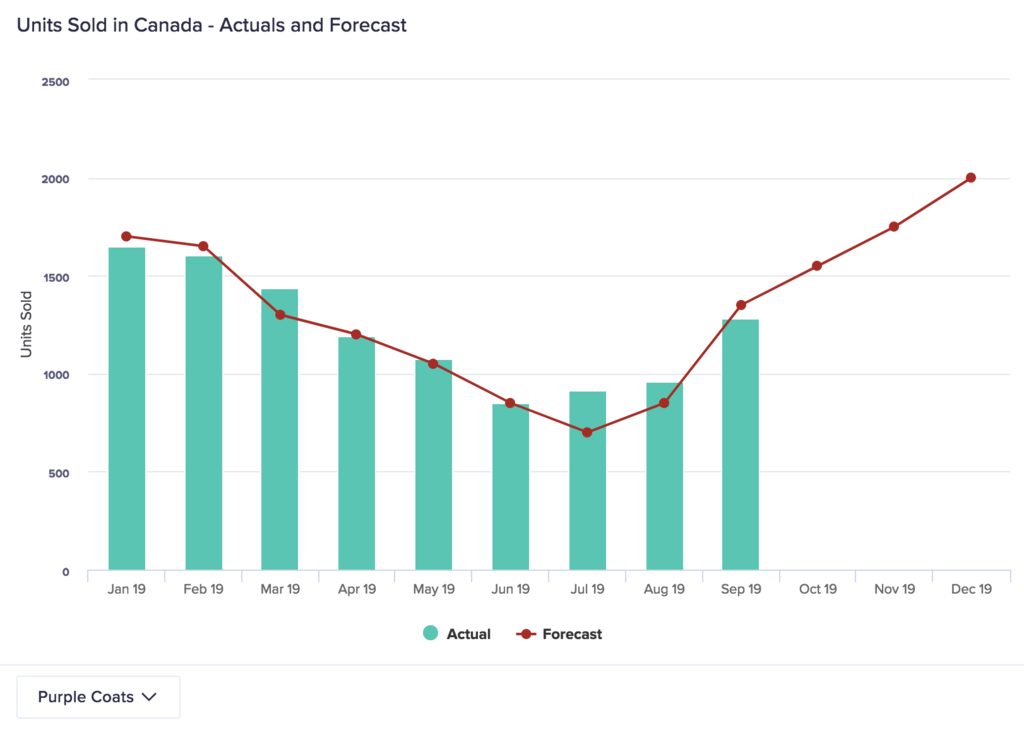 Units Sold in Canada - Actuals and Forecast
2500
2000
1500
1000
500
0
Units Sold
Jan 19 Feb 19 Mar 19 Apr 19 May 19 Jun 19 Jul 19 Aug 19 Sep 19 Oct 19 Nov 19 Dec 19
Actual Forecast
Purple Coats